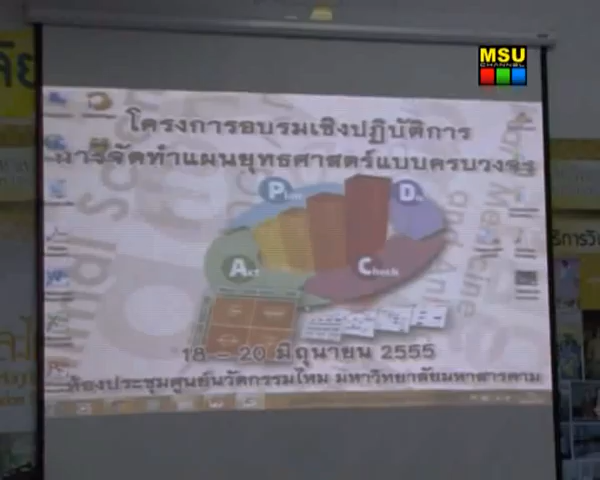 MSU
CHANNEL
โครงการอบรมเชิงปฏิบัติการ
การจัดทำแผนยุทธศาสตร์แบบครบวงจร
Plan
Do
Act
Check
18 - 20 มิถุนายน 2555
ห้องประชุมศูนย์นวัตกรรมไหม มหาวิทยาลัยมหาสารคาม